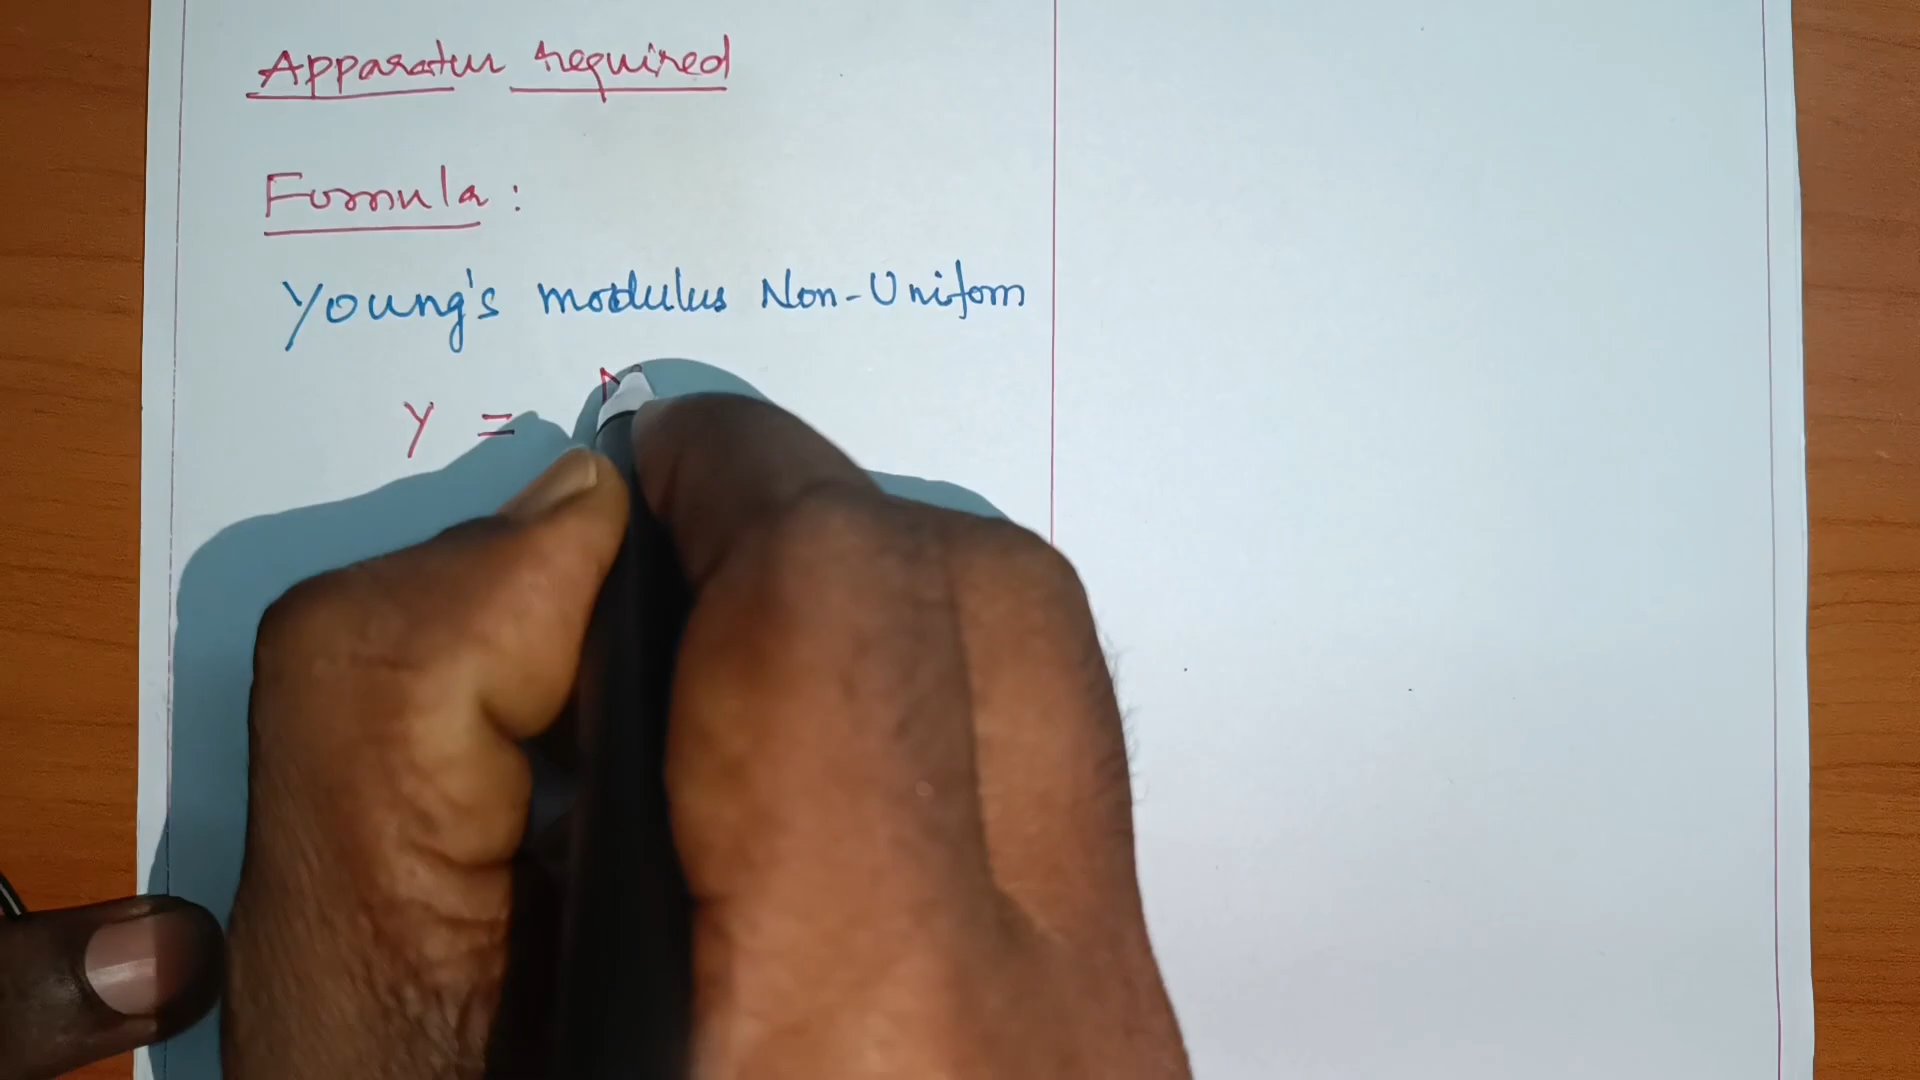 Apparatus required
Formula :
Young's modulus Non-Uniform
Y =